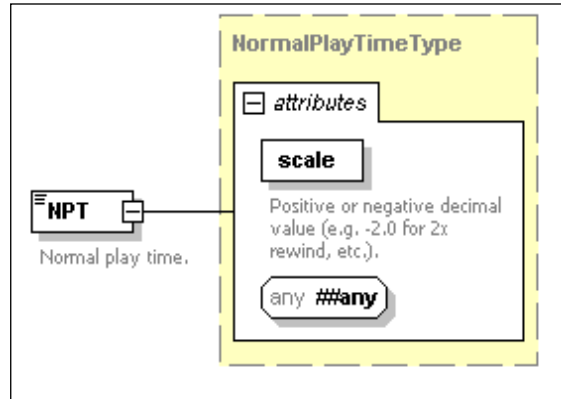 NormalPlayTimeType
attributes
scale
Positive or negative decimal
value (e.g. -2.0 for 2x
rewind, etc.).
NPT
Normal play time.
any ##any